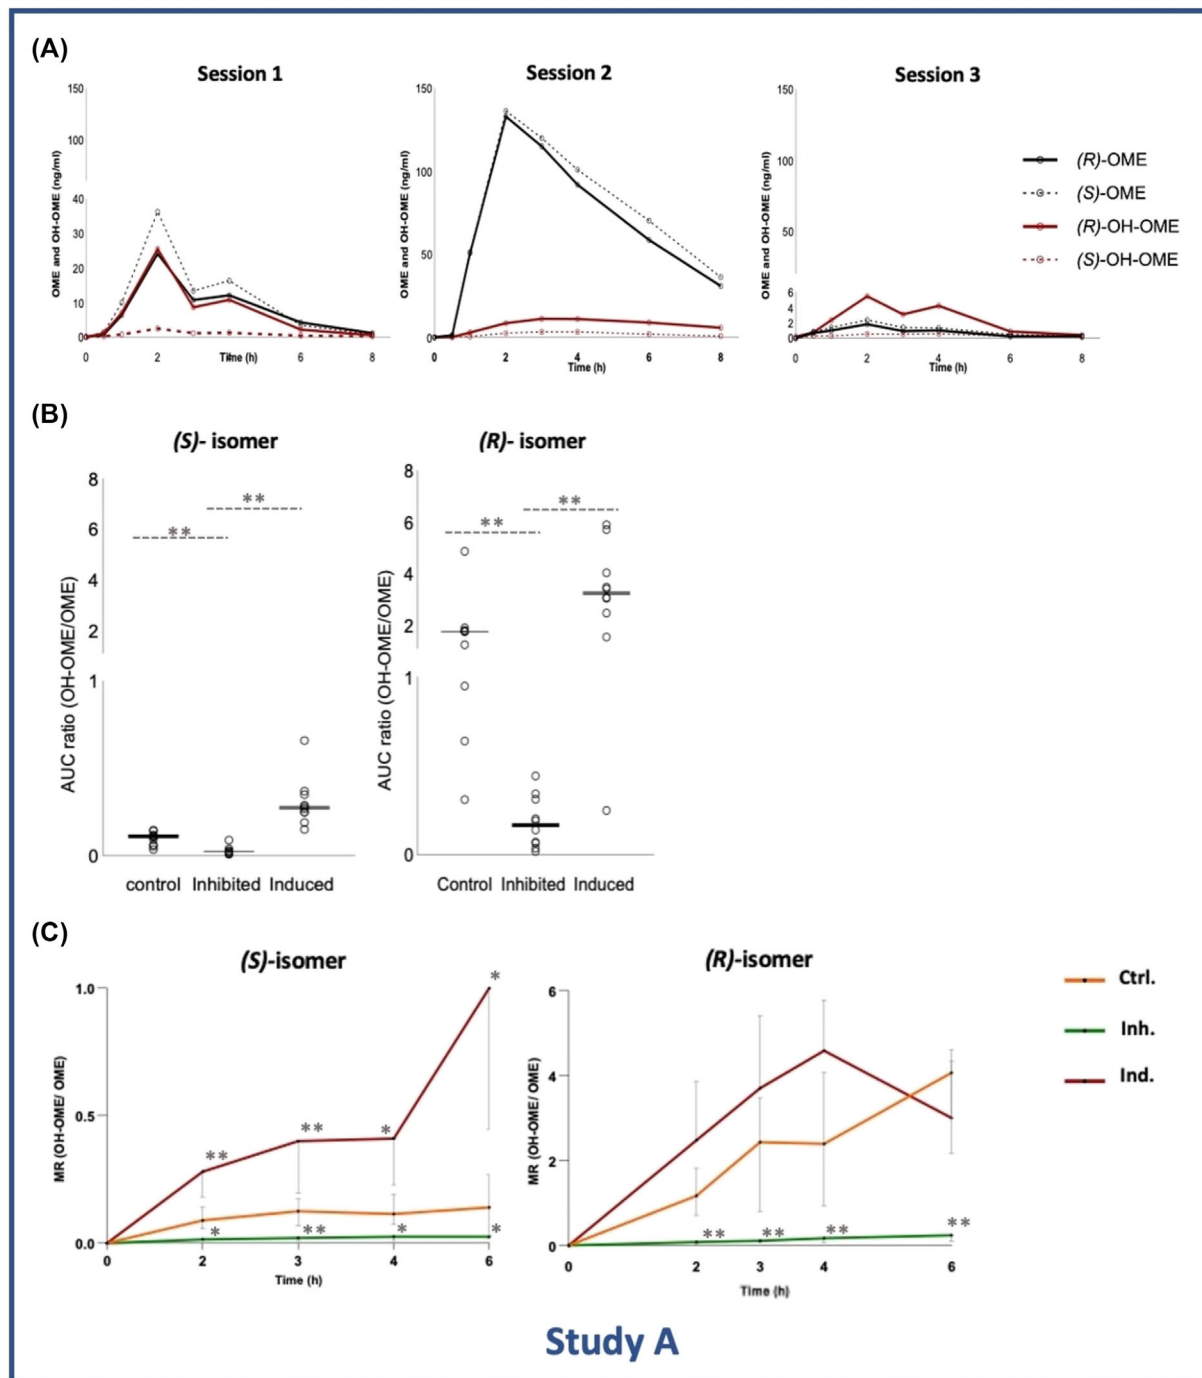 (A)
Session 1
Session 2
Session 3
150
100
40
30
20
10
0
OME and OH-OME (ng/ml)
0
2
6
8
Time (h)
150
100
50
0
OME and OH-OME (ng/ml)
0
2
4
6
8
Time (h)
150
100
50
6
4
2
0
OME and OH-OME (ng/ml)
0
2
4
6
8
Time (h)
(R)-OME
(S)-OME
(R)-OH-OME
(S)-OH-OME
(B)
(S)- isomer
(R)- isomer
8
6
4
2
1
0
AUC ratio (OH-OME/OME)
**
**
control Inhibited Induced
8
6
4
2
1
0
AUC ratio (OH-OME/OME)
**
**
Control Inhibited Induced
(C)
(S)-isomer
(R)-isomer
1.0
0.5
0.0
MR (OH-OME/ OME)
**
**
*
*
*
**
*
*
0
2
3
4
6
Time (h)
6
4
2
0
MR (OH-OME/ OME)
**
**
**
**
0
2
3
4
6
Time (h)
Ctrl.
Inh.
Ind.
Study A